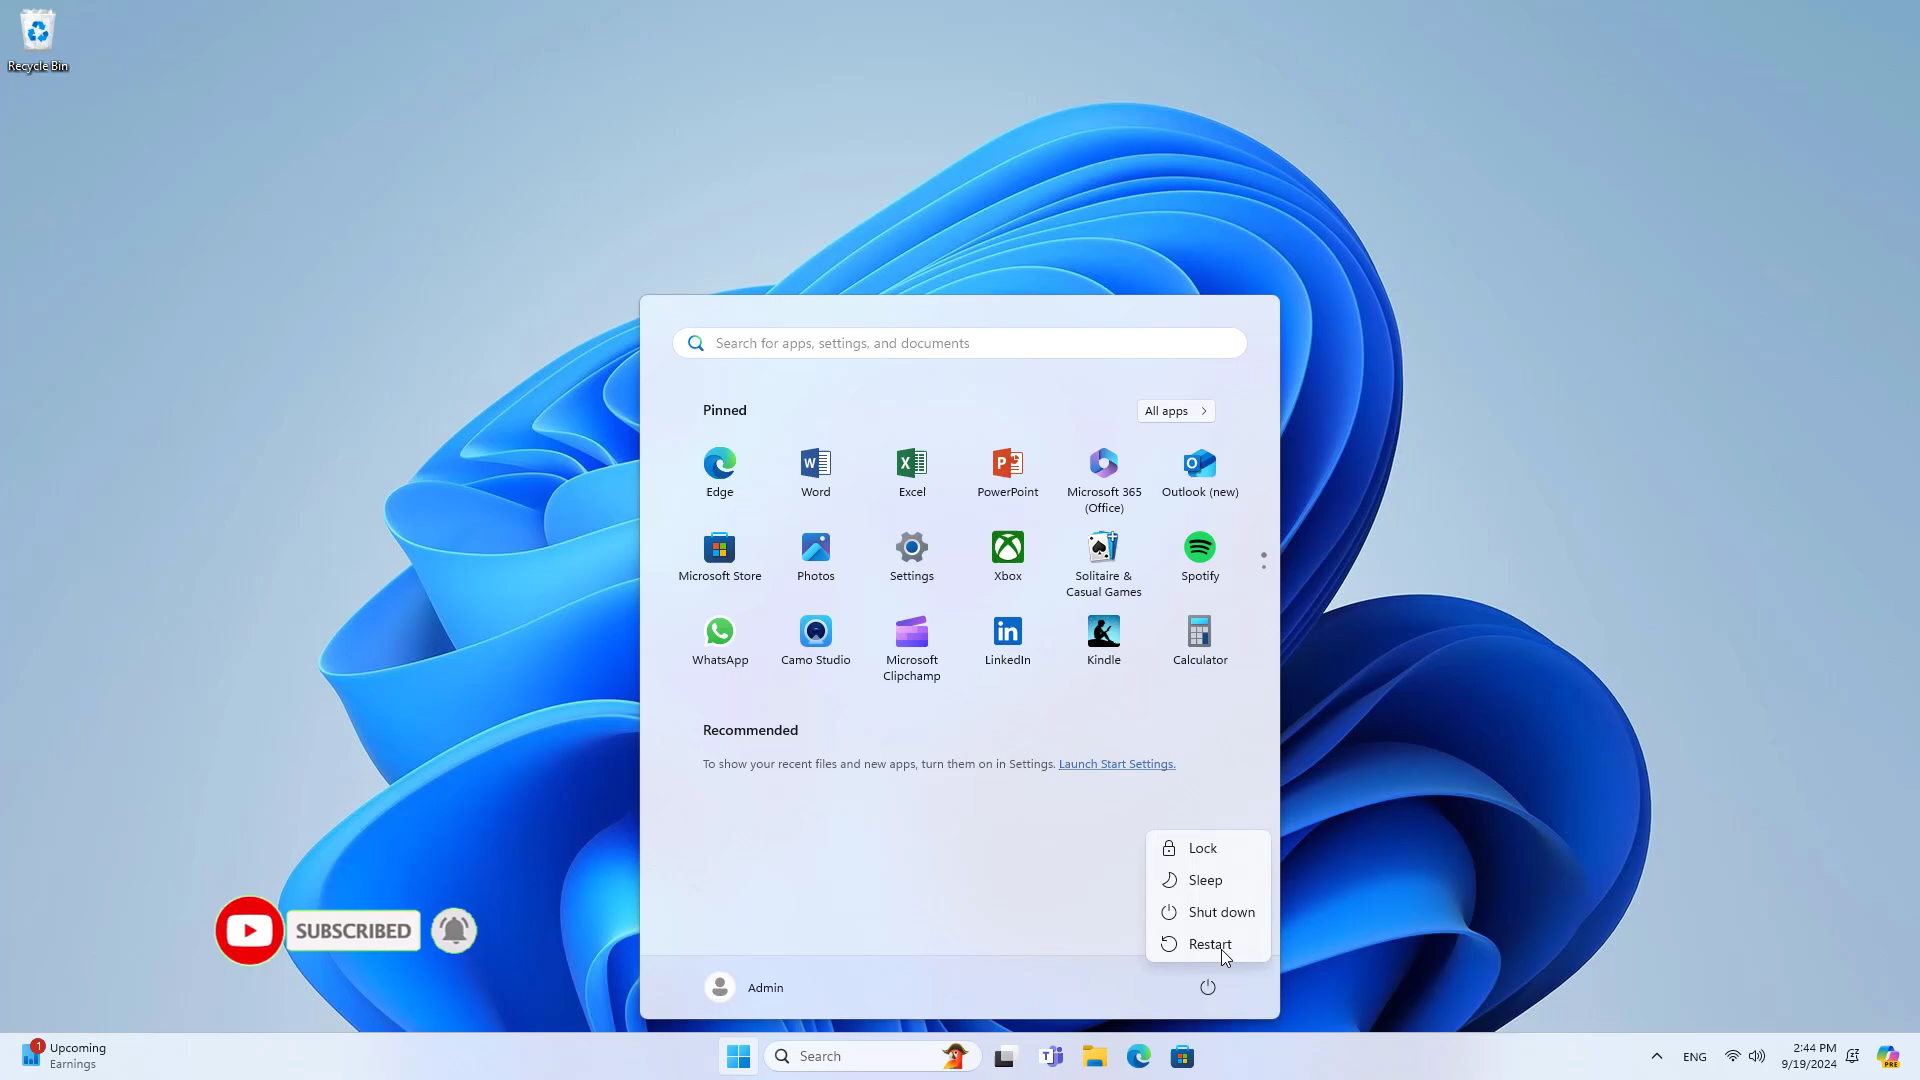 Recycle Bin
Search for apps, settings, and documents
Pinned
All apps
Edge
Word
Excel
PowerPoint
Microsoft 365
(Office)
Outlook (new)
Microsoft Store
Photos
Settings
Xbox
Solitaire &
Casual Games
Spotify
WhatsApp
Camo Studio
Microsoft
Clipchamp
LinkedIn
Kindle
Calculator
Recommended
To show your recent files and new apps, turn them on in Settings. Launch Start Settings.
Lock
Sleep
Shut down
Restart
SUBSCRIBED
Admin
1
Upcoming
Earnings
Search
ENG
2:44 PM
9/19/2024
PRE